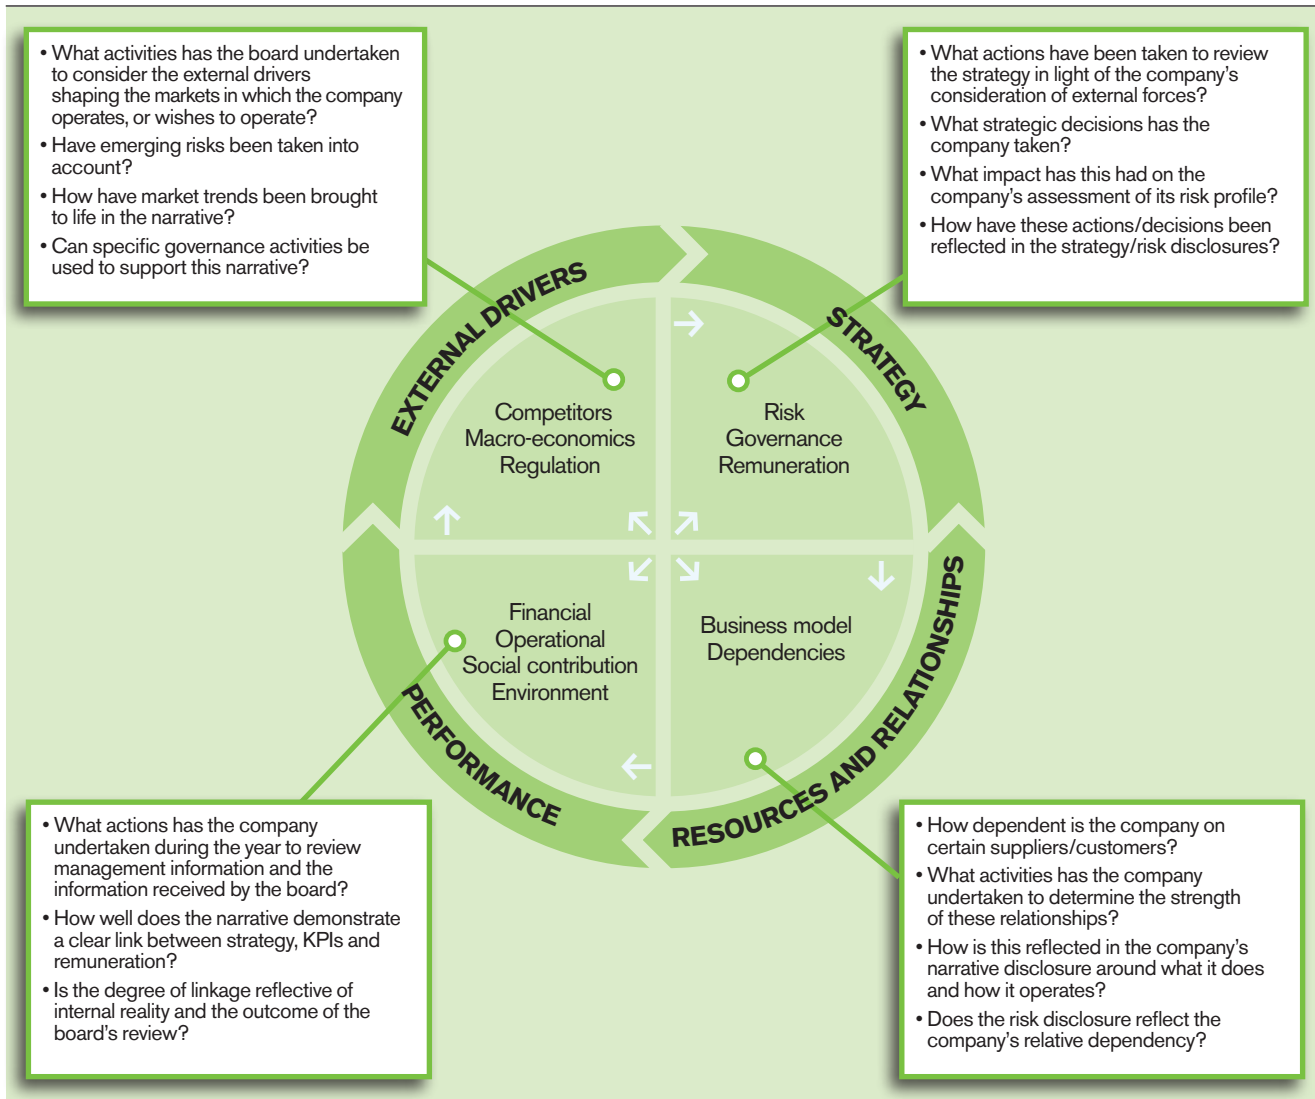 • What activities has the board undertaken
to consider the external drivers
shaping the markets in which the company
operates, or wishes to operate?
• Have emerging risks been taken into
account?
• How have market trends been brought
to life in the narrative?
• Can specific governance activities be
used to support this narrative?
• What actions have been taken to review
the strategy in light of the company's
consideration of external forces?
• What strategic decisions has the
company taken?
• What impact has this had on the
company's assessment of its risk profile?
• How have these actions/decisions been
reflected in the strategy/risk disclosures?
EXTERNAL DRIVERS
STRATEGY
Competitors
Macro-economics
Regulation
Risk
Governance
Remuneration
Financial
Operational
Social contribution
Environment
Business model
Dependencies
PERFORMANCE
RESOURCES AND RELATIONSHIPS
• What actions has the company
undertaken during the year to review
management information and the
information received by the board?
• How well does the narrative demonstrate
a clear link between strategy, KPIs and
remuneration?
• Is the degree of linkage reflective of
internal reality and the outcome of the
board's review?
• How dependent is the company on
certain suppliers/customers?
• What activities has the company
undertaken to determine the strength
of these relationships?
• How is this reflected in the company's
narrative disclosure around what it does
and how it operates?
• Does the risk disclosure reflect the
company's relative dependency?